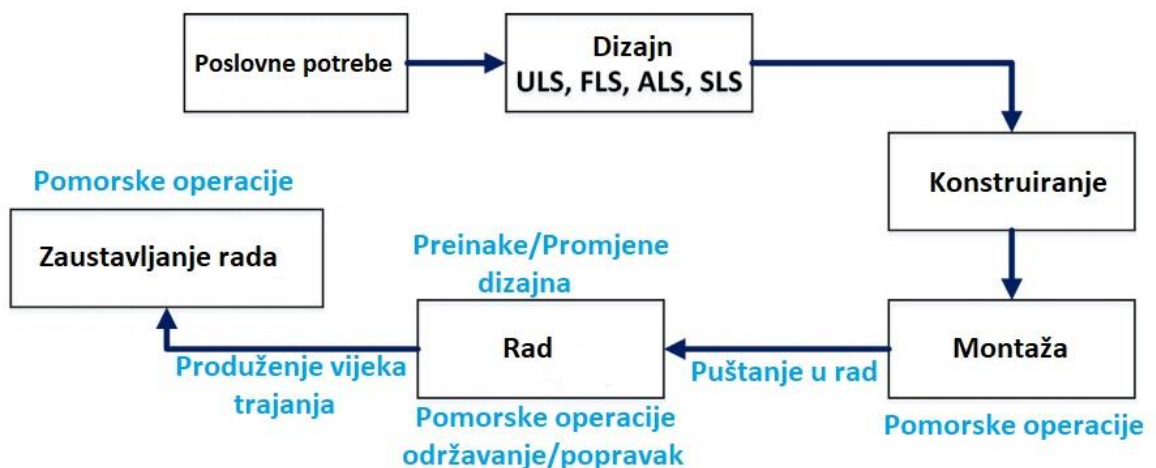 Poslovne potrebe
Dizajn
ULS, FLS, ALS, SLS
Konstruiranje
Montaža
Pomorske operacije
Puštanje u rad
Preinake/Promjene
dizajna
Rad
Pomorske operacije
održavanje/popravak
Produženje vijeka
trajanja
Pomorske operacije
Zaustavljanje rada